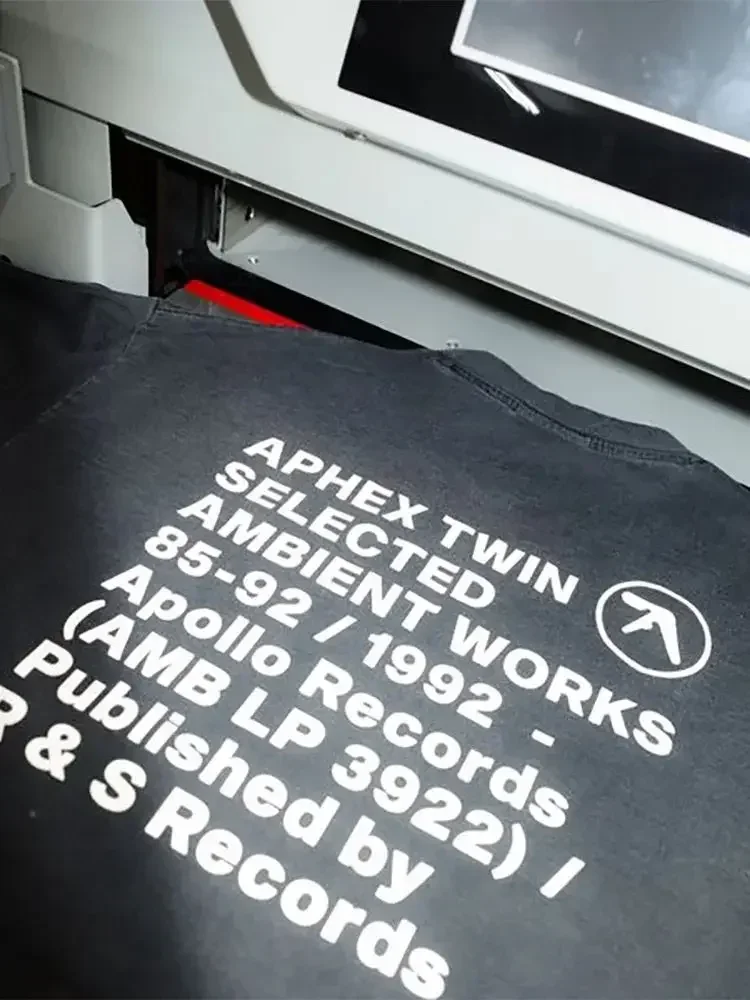 APHEX TWIN
SELECTED
AMBIENT WORKS
85-92 / 1992 -
Apollo Records
(AMB LP 3922) /
Published by
R & S Records